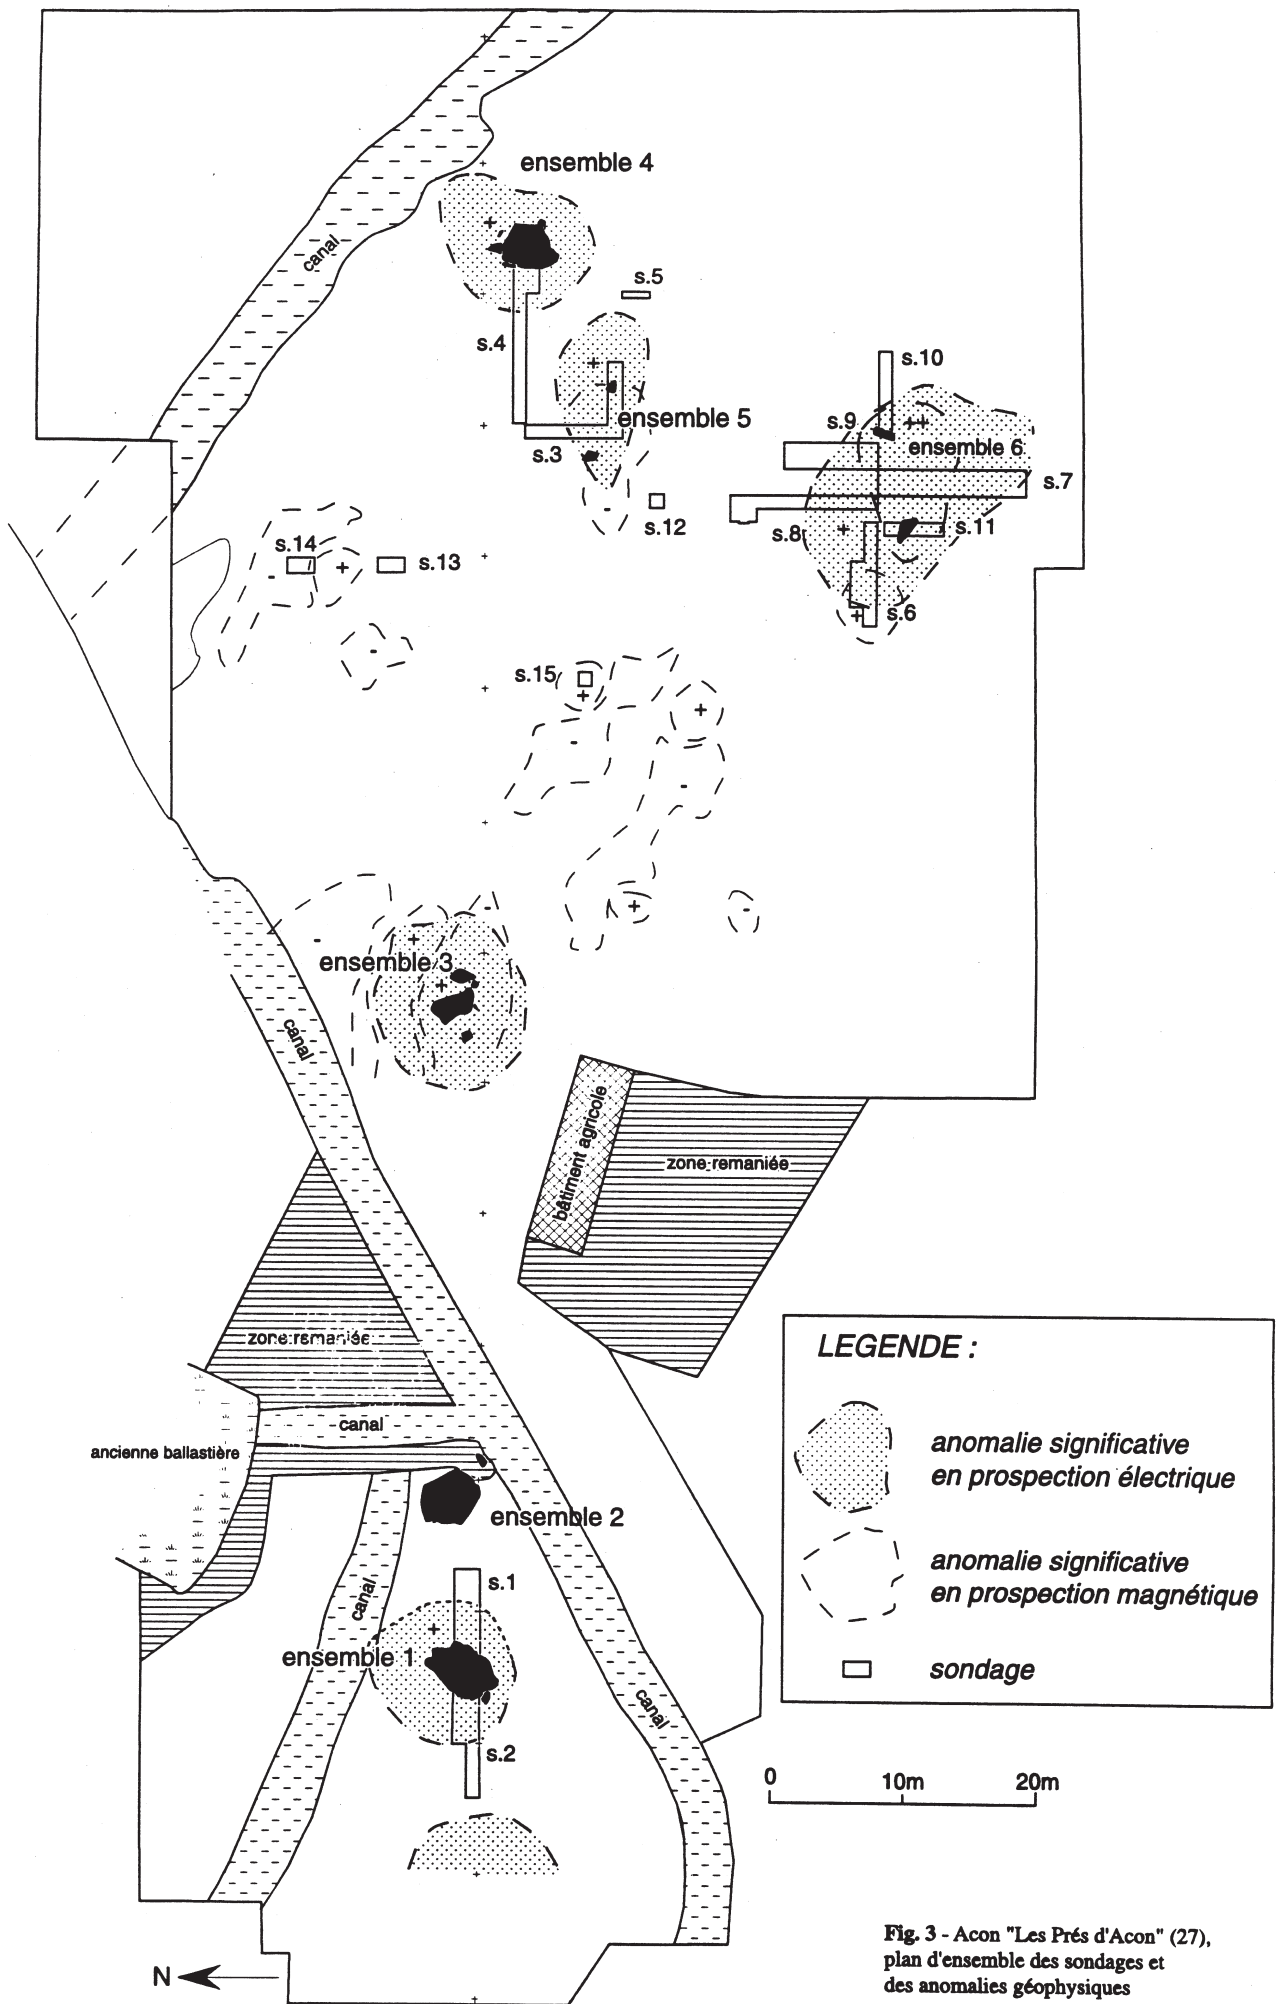 ensemble 4
canal
s.5
s.4
s.10
ensemble 5
s.9
ensemble 6
s.3
s.7
s.12
s.8
s.11
s.14
s.13
s.6
s.15
ensemble 3
canal
bâtiment agricole
zone remaniée
zone remaniée
canal
ancienne ballastière
ensemble 2
s.1
canal
ensemble 1
canal
s.2
LEGENDE :
anomalie significative
en prospection électrique
anomalie significative
en prospection magnétique
sondage
0 10m 20m
N
Fig. 3 - Acon "Les Prés d'Acon" (27),
plan d'ensemble des sondages et
des anomalies géophysiques